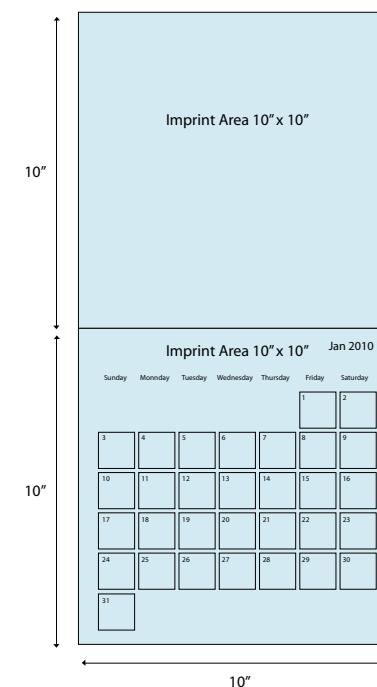 Imprint Area 10” x 10”
10”
Imprint Area 10” x 10” Jan 2010
Sunday Monnday Tuesday Wednesday Thursday Friday Saturday
1 2
3 4 5 6 7 8 9
10 11 12 13 14 15 16
10”
17 18 19 20 21 22 23
24 25 26 27 28 29 30
31
10”